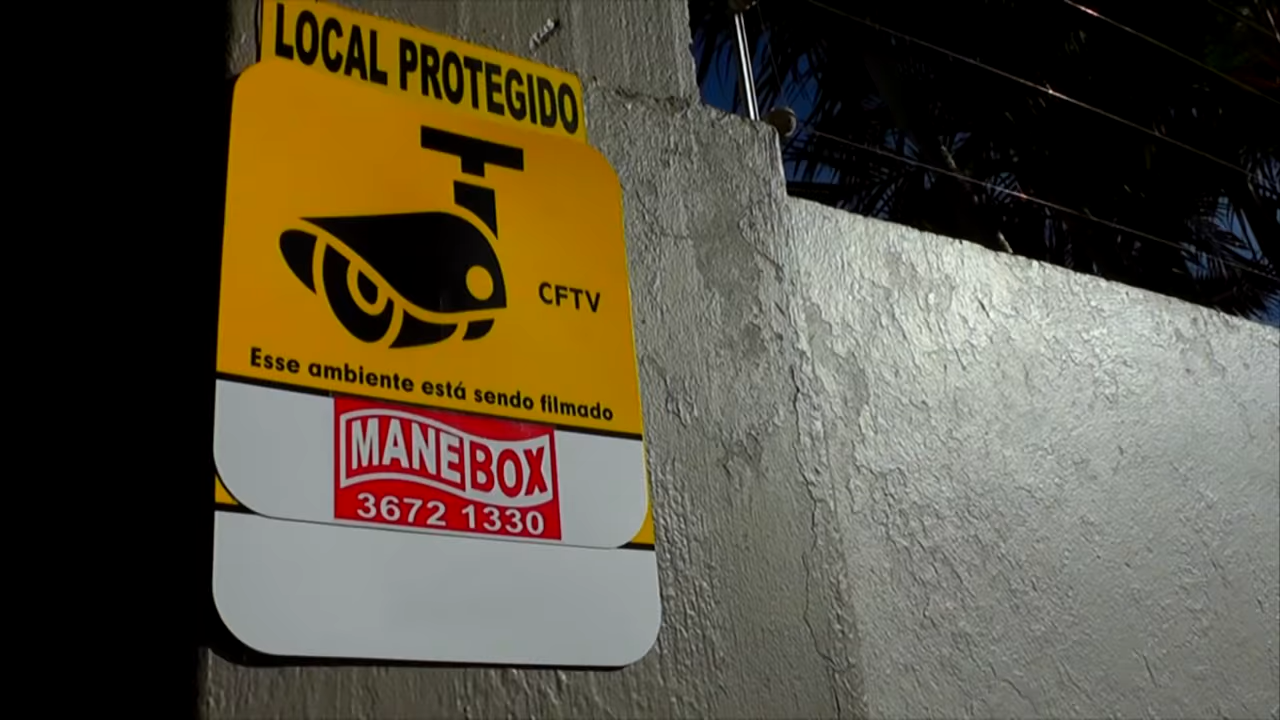 LOCAL PROTEGIDO
CFTV
Esse ambiente está sendo filmado
MANEBOX
3672 1330